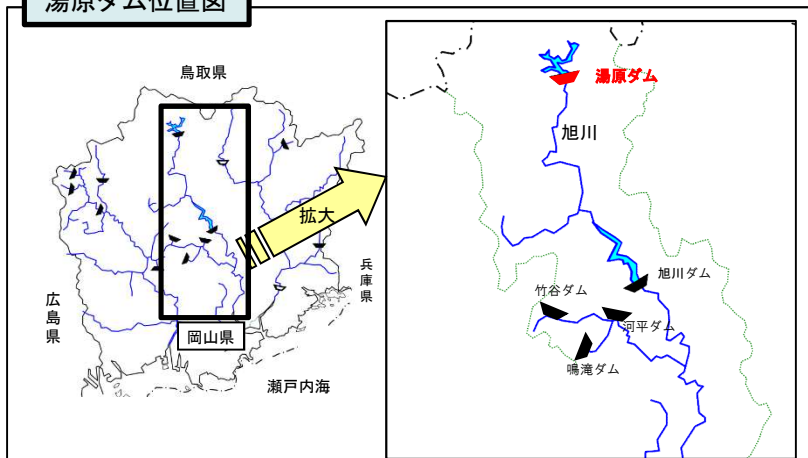 湯原ダム位置図
鳥取県
湯原ダム
旭川
拡大
旭川ダム
竹谷ダム
河平ダム
鳴滝ダム
兵庫県
広島県
岡山県
瀬戸内海